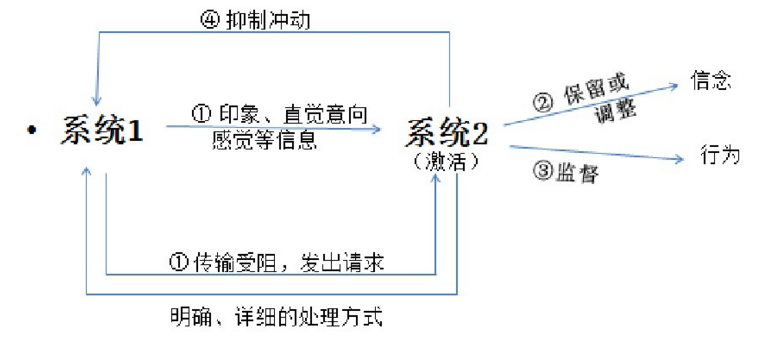 ④ 抑制冲动
① 印象、直觉意向
感觉等信息
• 系统1
系统2
（激活）
② 保留或
调整
信念
③监督
行为
①传输受阻，发出请求
明确、详细的处理方式